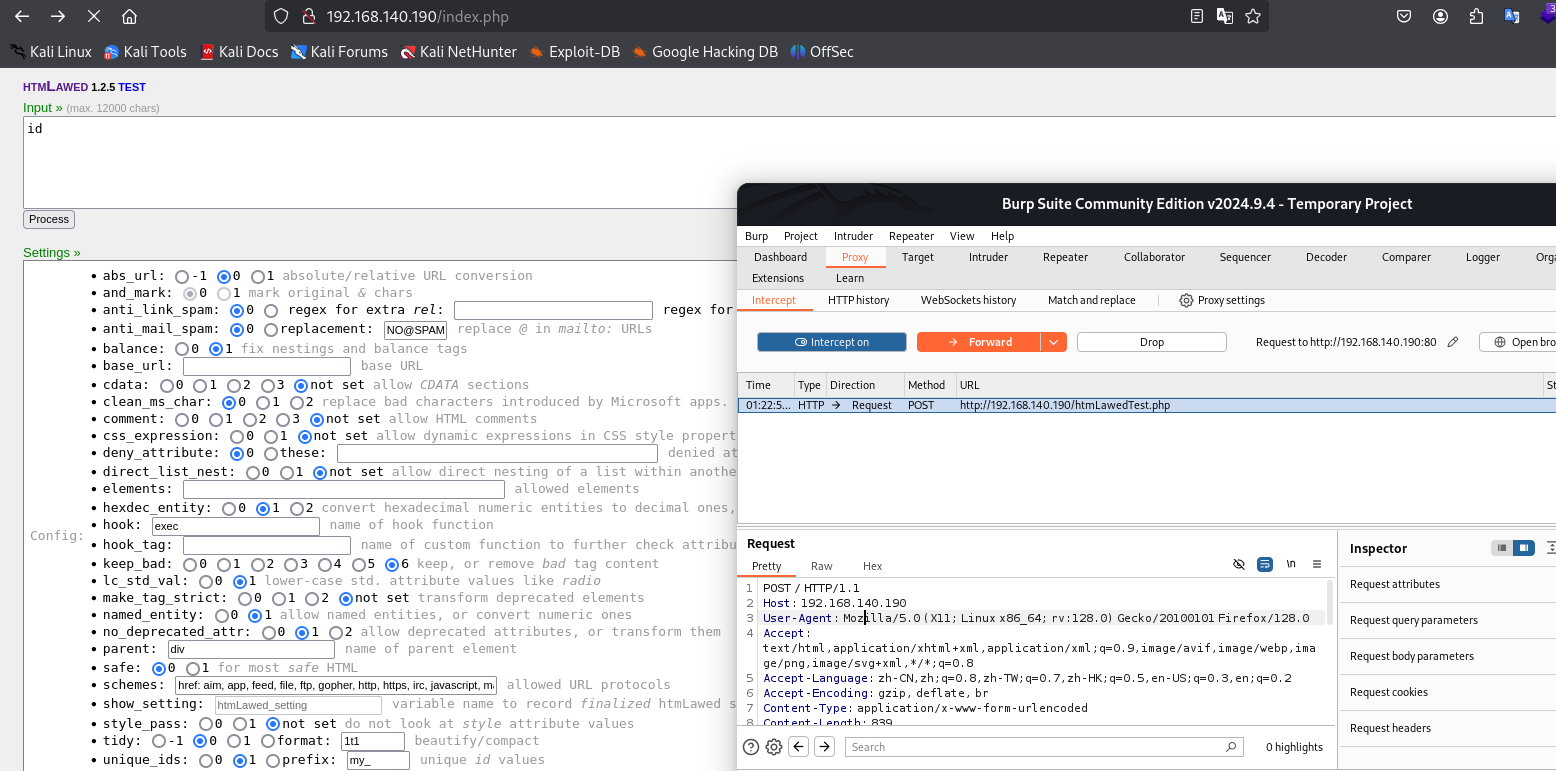 192.168.140.190/index.php
3
Kali Linux Kali Tools Kali Docs Kali Forums Kali NetHunter Exploit-DB Google Hacking DB OffSec
HTMLAWED 1.2.5 TEST
Input » (max. 12000 chars)
id
Process
Settings »
Config:
• abs_url: -1 0 1 absolute/relative URL conversion
• and_mark: 0 1 mark original & chars
• anti_link_spam: 0 regex for extra rel: regex for
• anti_mail_spam: 0 replacement: NO@SPAM replace @ in mailto: URLs
• balance: 0 1 fix nestings and balance tags
• base_url: base URL
• cdata: 0 1 2 3 not set allow CDATA sections
• clean_ms_char: 0 1 2 replace bad characters introduced by Microsoft apps.
• comment: 0 1 2 3 not set allow HTML comments
• css_expression: 0 1 not set allow dynamic expressions in CSS style propert
• deny_attribute: 0 these: denied at
• direct_list_nest: 0 1 not set allow direct nesting of a list within anothe
• elements: allowed elements
• hexdec_entity: 0 1 2 convert hexadecimal numeric entities to decimal ones,
• hook: exec name of hook function
• hook_tag: name of custom function to further check attribu
• keep_bad: 0 1 2 3 4 5 6 keep, or remove bad tag content
• lc_std_val: 0 1 lower-case std. attribute values like radio
• make_tag_strict: 0 1 2 not set transform deprecated elements
• named_entity: 0 1 allow named entities, or convert numeric ones
• no_deprecated_attr: 0 1 2 allow deprecated attributes, or transform them
• parent: div name of parent element
• safe: 0 1 for most safe HTML
• schemes: href: aim, app, feed, file, ftp, gopher, http, https, irc, javascript, m allowed URL protocols
• show_setting: htmLawed_setting variable name to record finalized htmLawed s
• style_pass: 0 1 not set do not look at style attribute values
• tidy: -1 0 1 format: 1t1 beautify/compact
• unique_ids: 0 1 prefix: my_ unique id values
Burp Suite Community Edition v2024.9.4 - Temporary Project
Burp Project Intruder Repeater View Help
Dashboard Proxy Target Intruder Repeater Collaborator Sequencer Decoder Comparer Logger Orga
Extensions Learn
Intercept HTTP history WebSockets history Match and replace Proxy settings
Intercept on Forward Drop Request to http://192.168.140.190:80 Open bro
Time Type Direction Method URL St
01:22:5... HTTP → Request POST http://192.168.140.190/htmLawedTest.php
Request
Pretty Raw Hex
\n
1 POST / HTTP/1.1
2 Host: 192.168.140.190
3 User-Agent: Mozilla/5.0 (X11; Linux x86_64; rv:128.0) Gecko/20100101 Firefox/128.0
4 Accept:
text/html,application/xhtml+xml,application/xml;q=0.9,image/avif,image/webp,ima
ge/png,image/svg+xml,*/*;q=0.8
5 Accept-Language: zh-CN,zh;q=0.8,zh-TW;q=0.7,zh-HK;q=0.5,en-US;q=0.3,en;q=0.2
6 Accept-Encoding: gzip, deflate, br
7 Content-Type: application/x-www-form-urlencoded
8 Content-Length: 839
Search 0 highlights
Inspector
Request attributes
Request query parameters
Request body parameters
Request cookies
Request headers